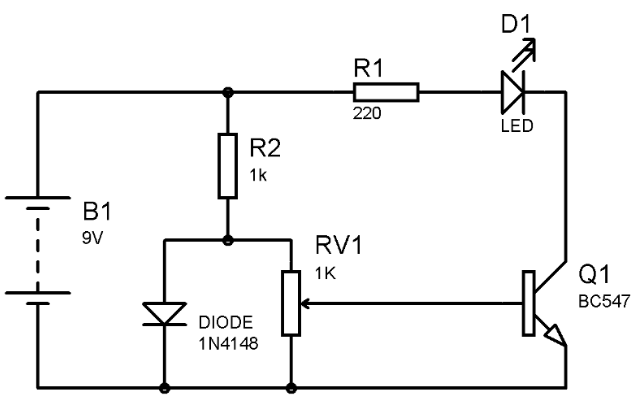 D1
LED
R1
220
R2
1k
B1
9V
RV1
1K
DIODE
1N4148
Q1
BC547